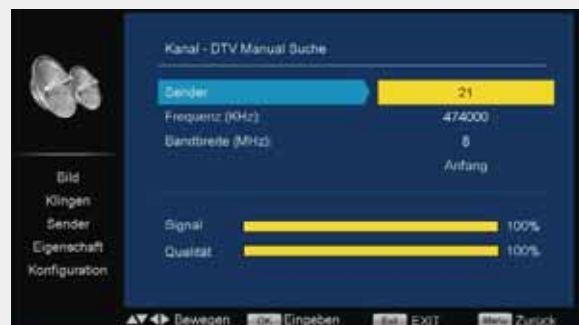 Kanal - DTV Manual Suche
Sender 21
Frequenz (KHz): 474000
Bandbreite (MHz): 8
Anfang
Bild
Klingen
Sender
Eigenschaft
Konfiguration
Signal 100%
Qualität 100%
▲▼◀▶ Bewegen OK Eingeben Exit EXIT Menu Zurück